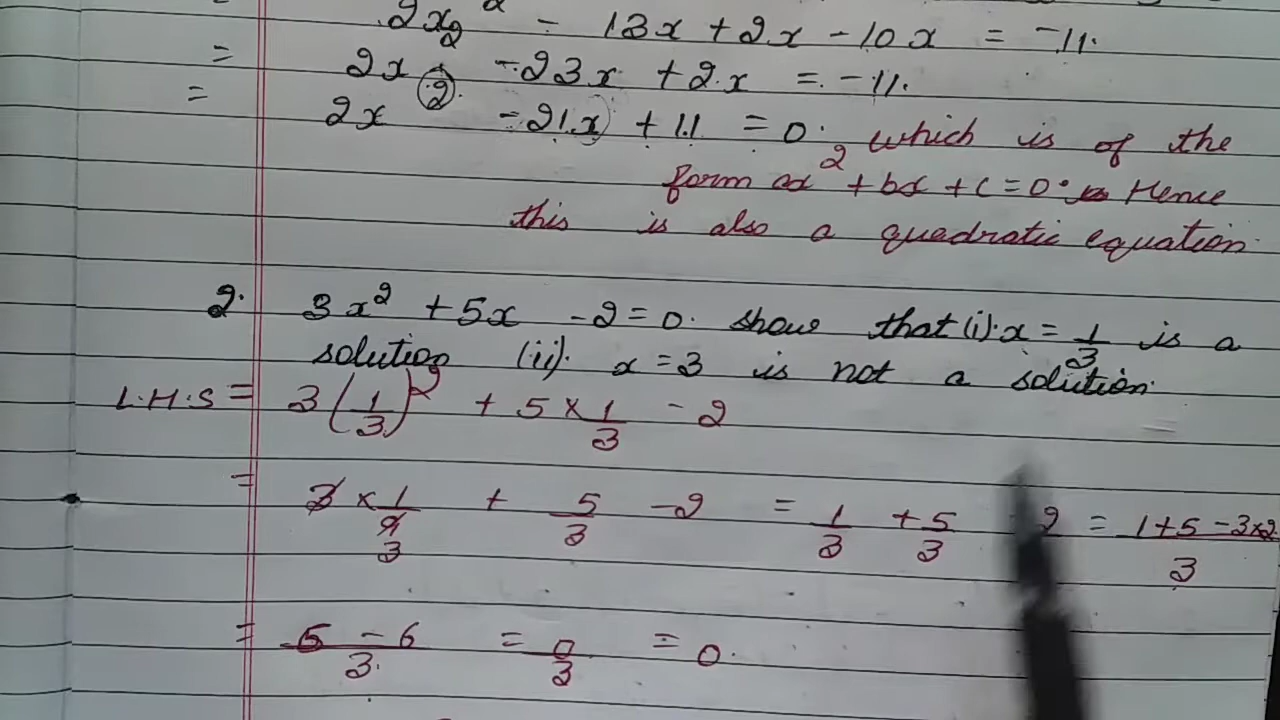 2x² - 13x + 2x - 10x = -11.
= 2x² - 23x + 2x = -11.
= 2x² - 21x + 11 = 0. which is of the
form ax² + bx + c = 0. Hence
this is also a quadratic equation.
2. 3x² + 5x - 2 = 0. show that (i). x = 1/3 is a
solution (ii). x = 3 is not a solution.
L.H.S = 3(1/3)² + 5 × 1/3 - 2
= 3 × 1/9 3 + 5/3 - 2 = 1/3 + 5/3 2 = 1+5-3×2/3
= 6 - 6/3. = 0/3 = 0.